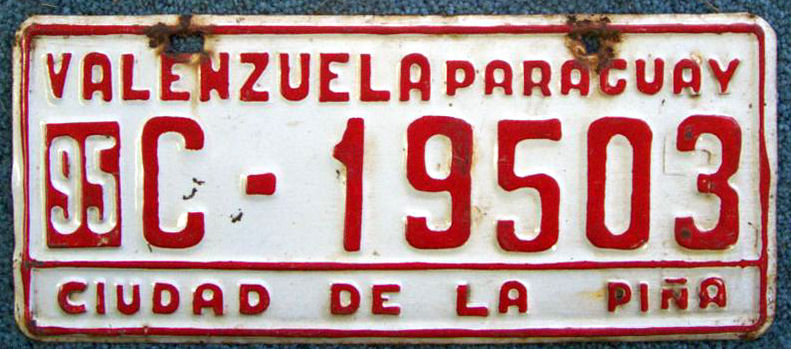 VALENZUELA PARAGUAY
95 C-19503
CIUDAD DE LA PIÑA